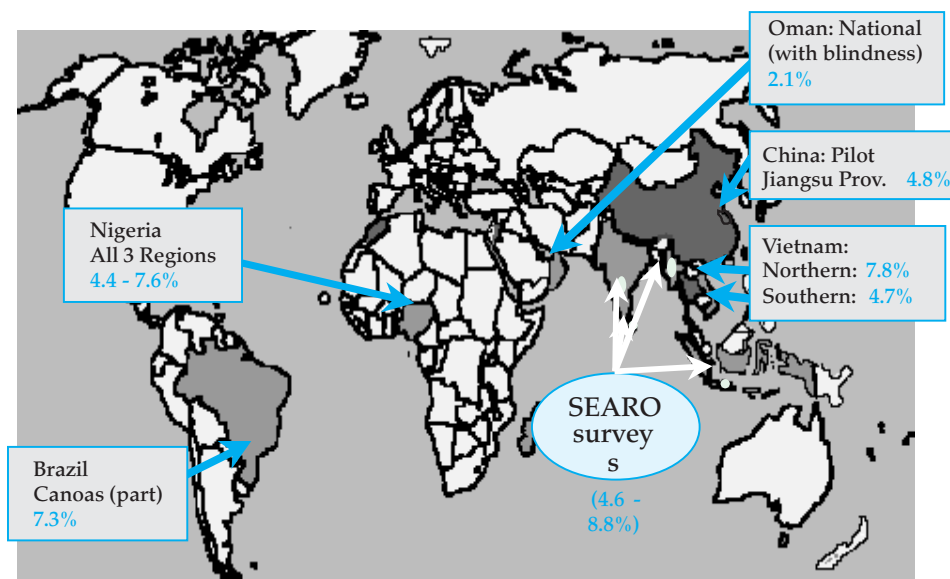 Oman: National
(with blindness)
2.1%
China: Pilot
Jiangsu Prov. 4.8%
Nigeria
All 3 Regions
4.4 - 7.6%
Vietnam:
Northern: 7.8%
Southern: 4.7%
SEARO
survey
s
(4.6 -
8.8%)
Brazil
Canoas (part)
7.3%